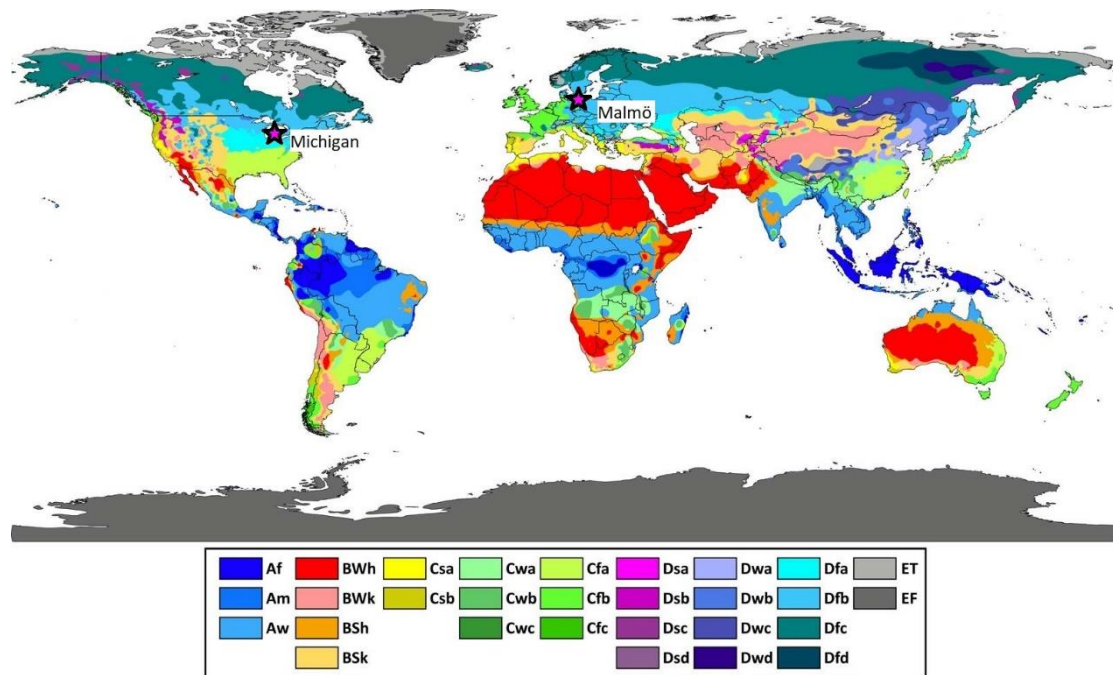 Malmö
Michigan
Af BWh Csa Cwa Cfa Dsa Dwa Dfa ET
Am BWk Csb Cwb Cfb Dsb Dwb Dfb EF
Aw BSh Cwc Cfc Dsc Dwc Dfc
BSk Dsd Dwd Dfd